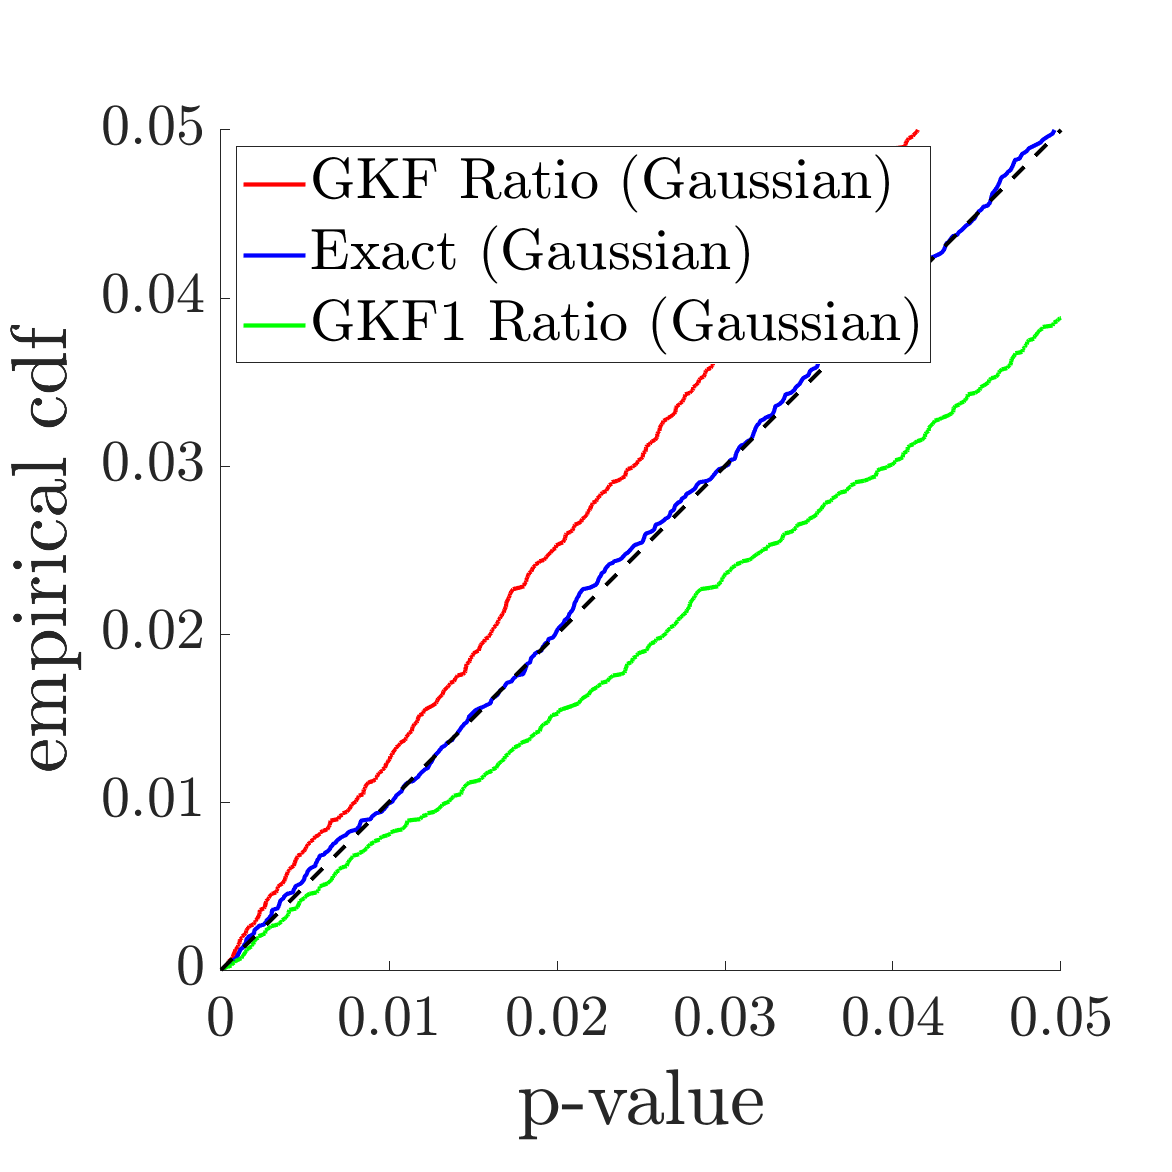 0.05
GKF Ratio (Gaussian)
Exact (Gaussian)
GKF1 Ratio (Gaussian)
0.04
0.03
0.02
0.01
0
empirical cdf
0 0.01 0.02 0.03 0.04 0.05
p-value